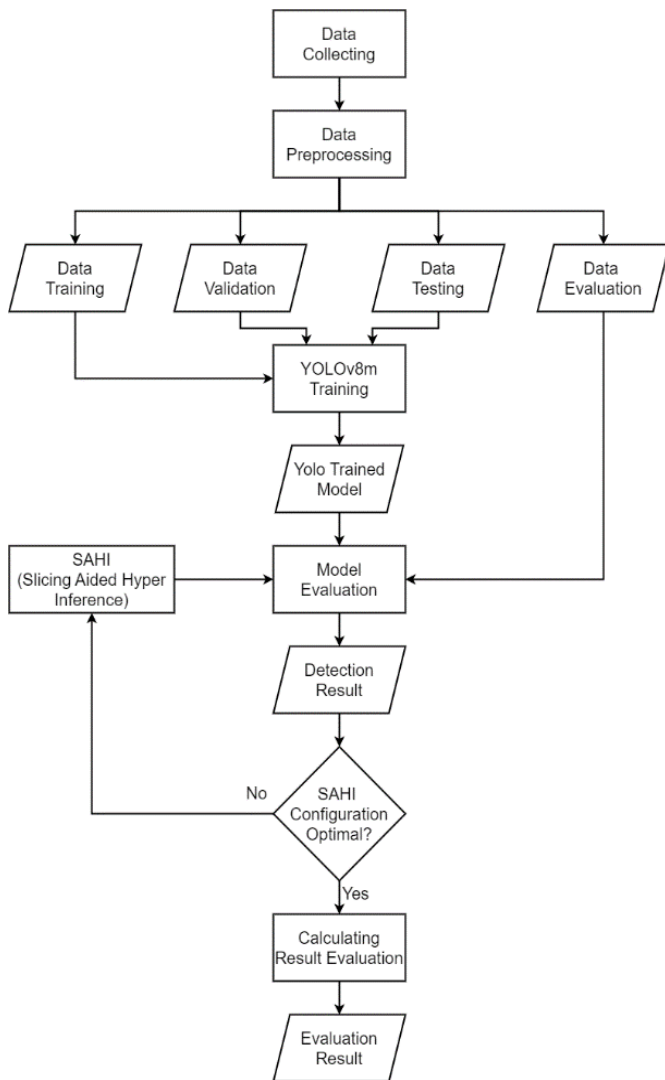 Data
Collecting
Data
Preprocessing
Data
Training
Data
Validation
Data
Testing
Data
Evaluation
YOLOv8m
Training
Yolo Trained
Model
SAHI
(Slicing Aided Hyper
Inference)
Model
Evaluation
Detection
Result
No
SAHI
Configuration
Optimal?
Yes
Calculating
Result Evaluation
Evaluation
Result